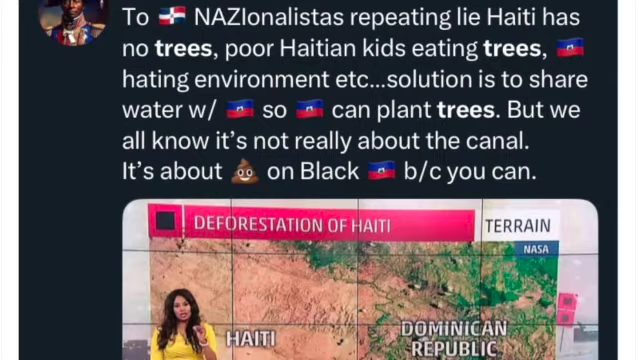 To 🇩🇴 NAZIonalistas repeating lie Haiti has
no trees, poor Haitian kids eating trees, 🇭🇹
hating environment etc...solution is to share
water w/ 🇭🇹 so 🇭🇹 can plant trees. But we
all know it's not really about the canal.
It's about 💩 on Black 🇭🇹 b/c you can.
DEFORESTATION OF HAITI
TERRAIN
NASA
HAITI
DOMINICAN
REPUBLIC